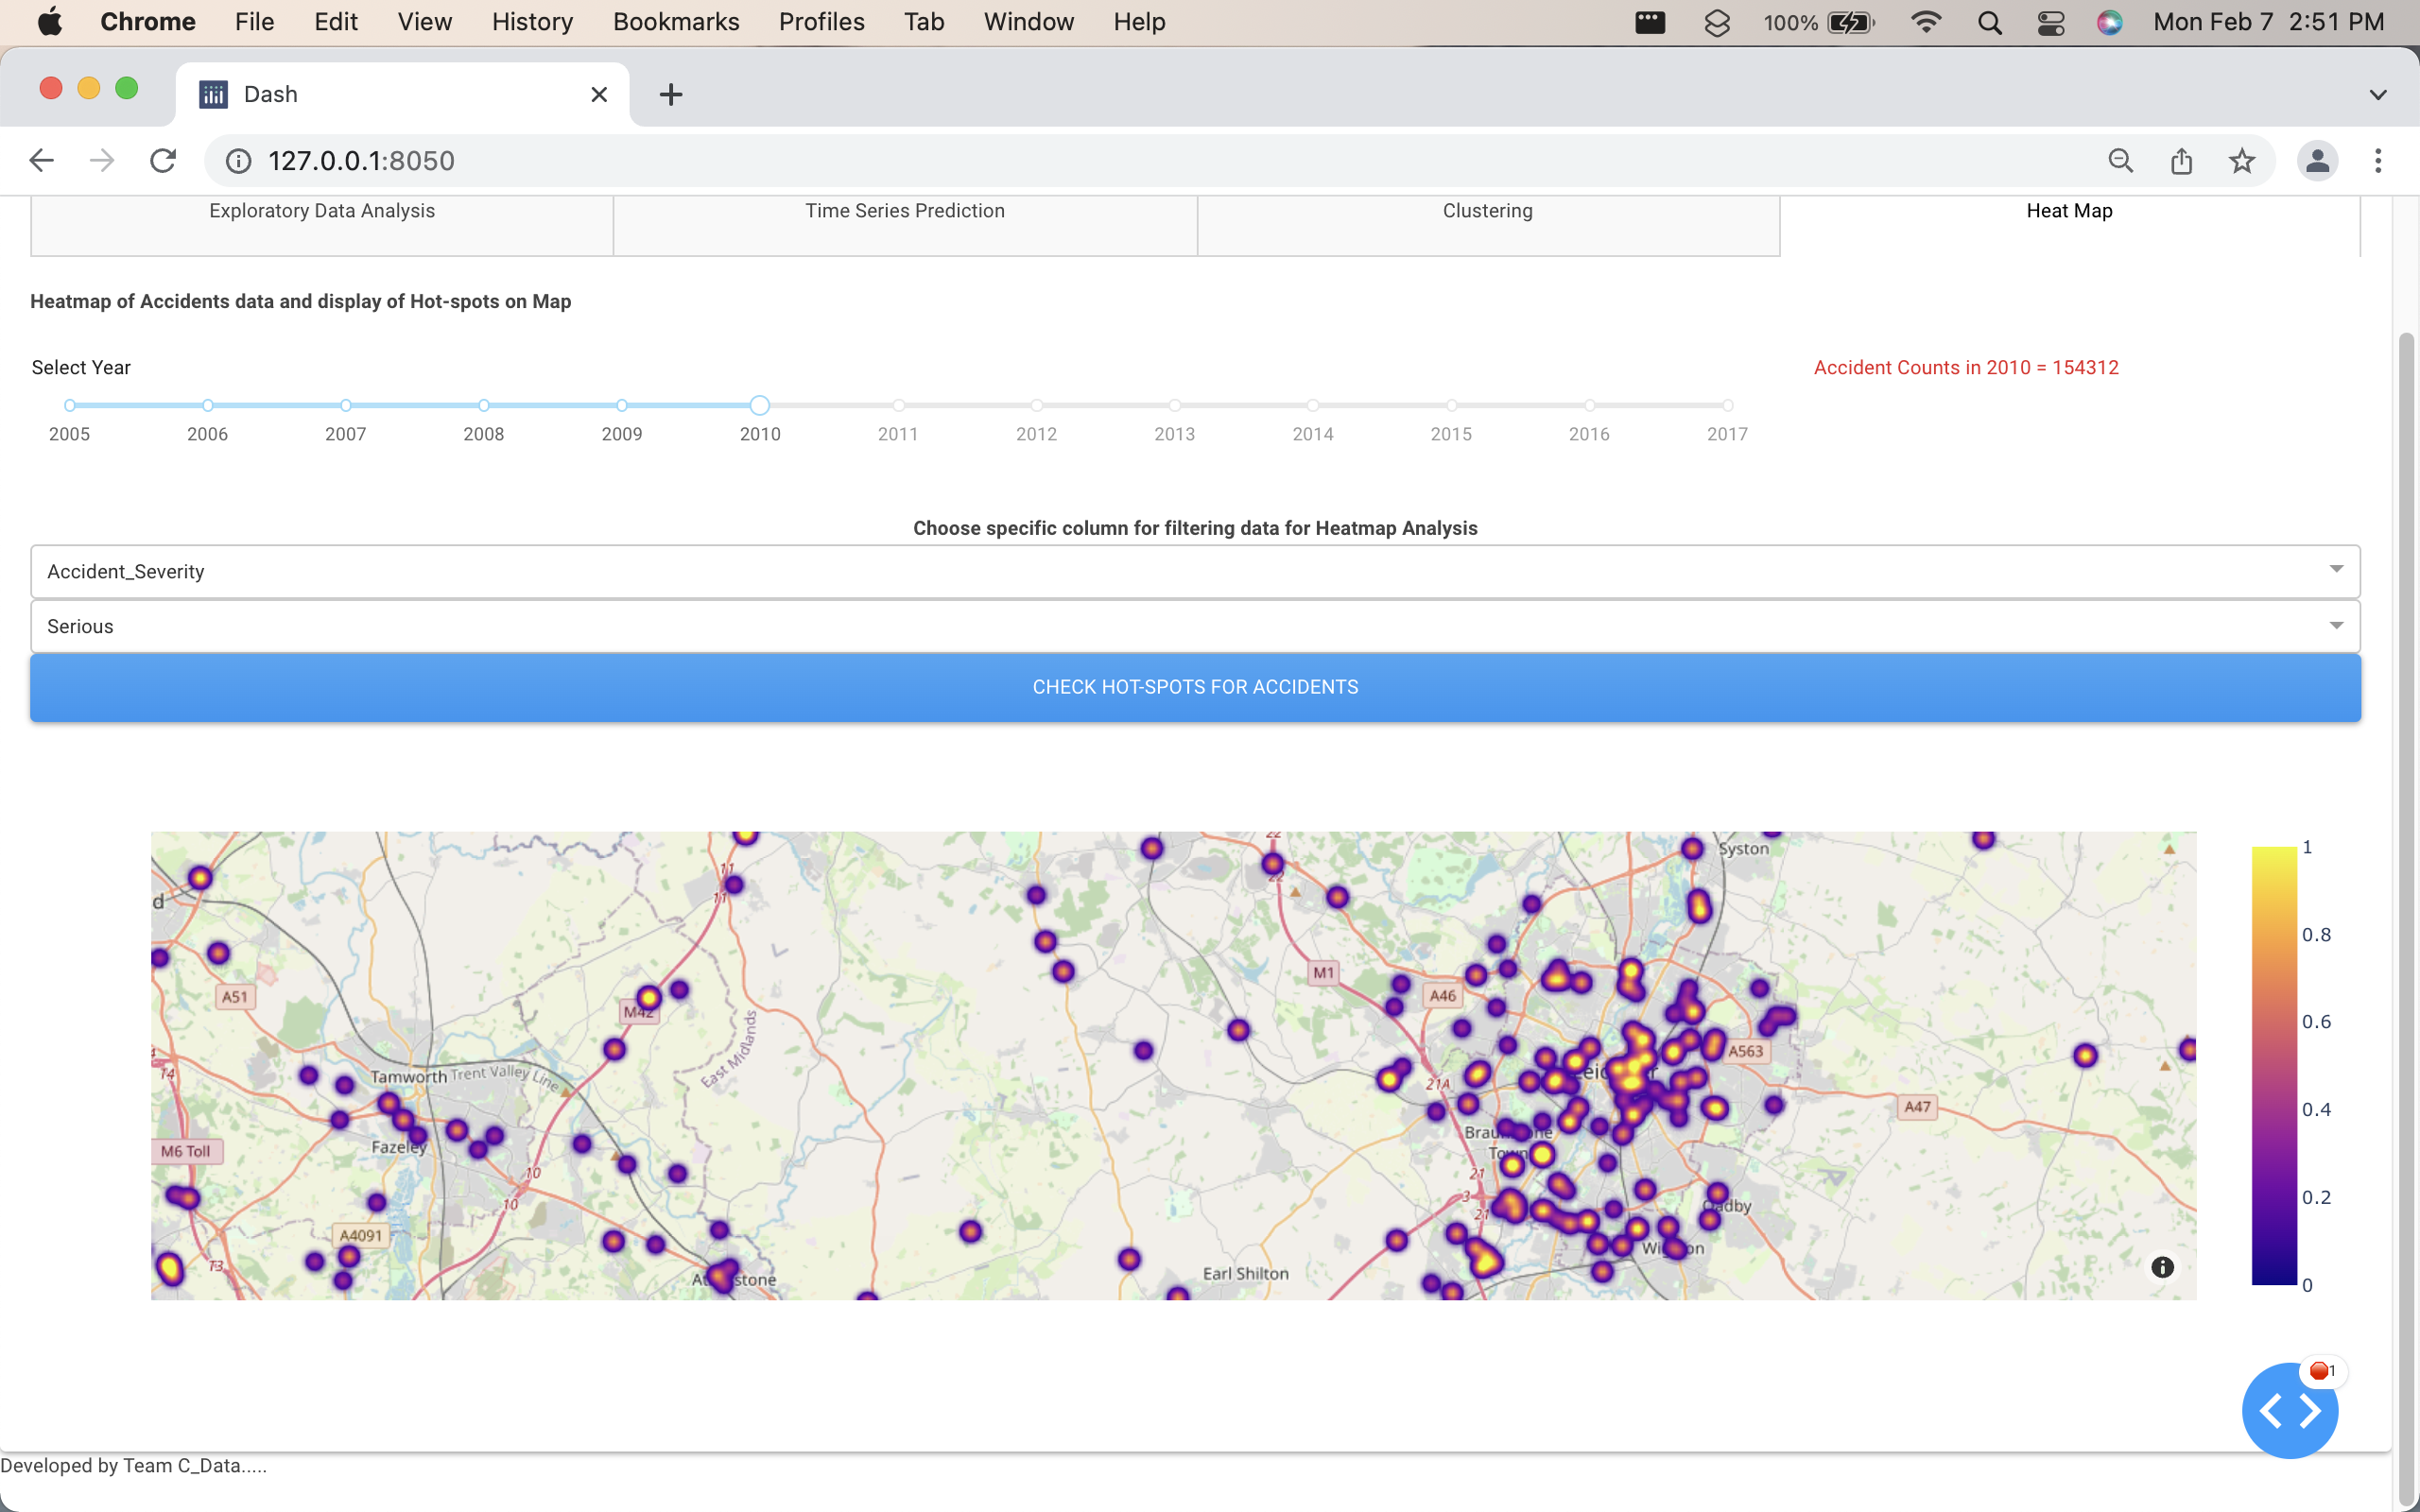 Chrome File Edit View History Bookmarks Profiles Tab Window Help 100% Mon Feb 7 2:51 PM
Dash
127.0.0.1:8050
Exploratory Data Analysis Time Series Prediction Clustering Heat Map
Heatmap of Accidents data and display of Hot-spots on Map
Select Year Accident Counts in 2010 = 154312
2005 2006 2007 2008 2009 2010 2011 2012 2013 2014 2015 2016 2017
Choose specific column for filtering data for Heatmap Analysis
Accident_Severity
Serious
CHECK HOT-SPOTS FOR ACCIDENTS
22
Syston
1
11
22
11
d
0.8
M1
A51
A46
M42
0.6
East Midlands
A563
T4
Tamworth
Trent Valley Line
21A
A47
0.4
Fazeley
M6 Toll
10
21
3
0.2
10
21
A4091
T3
Earl Shilton
0
1
Developed by Team C_Data.....